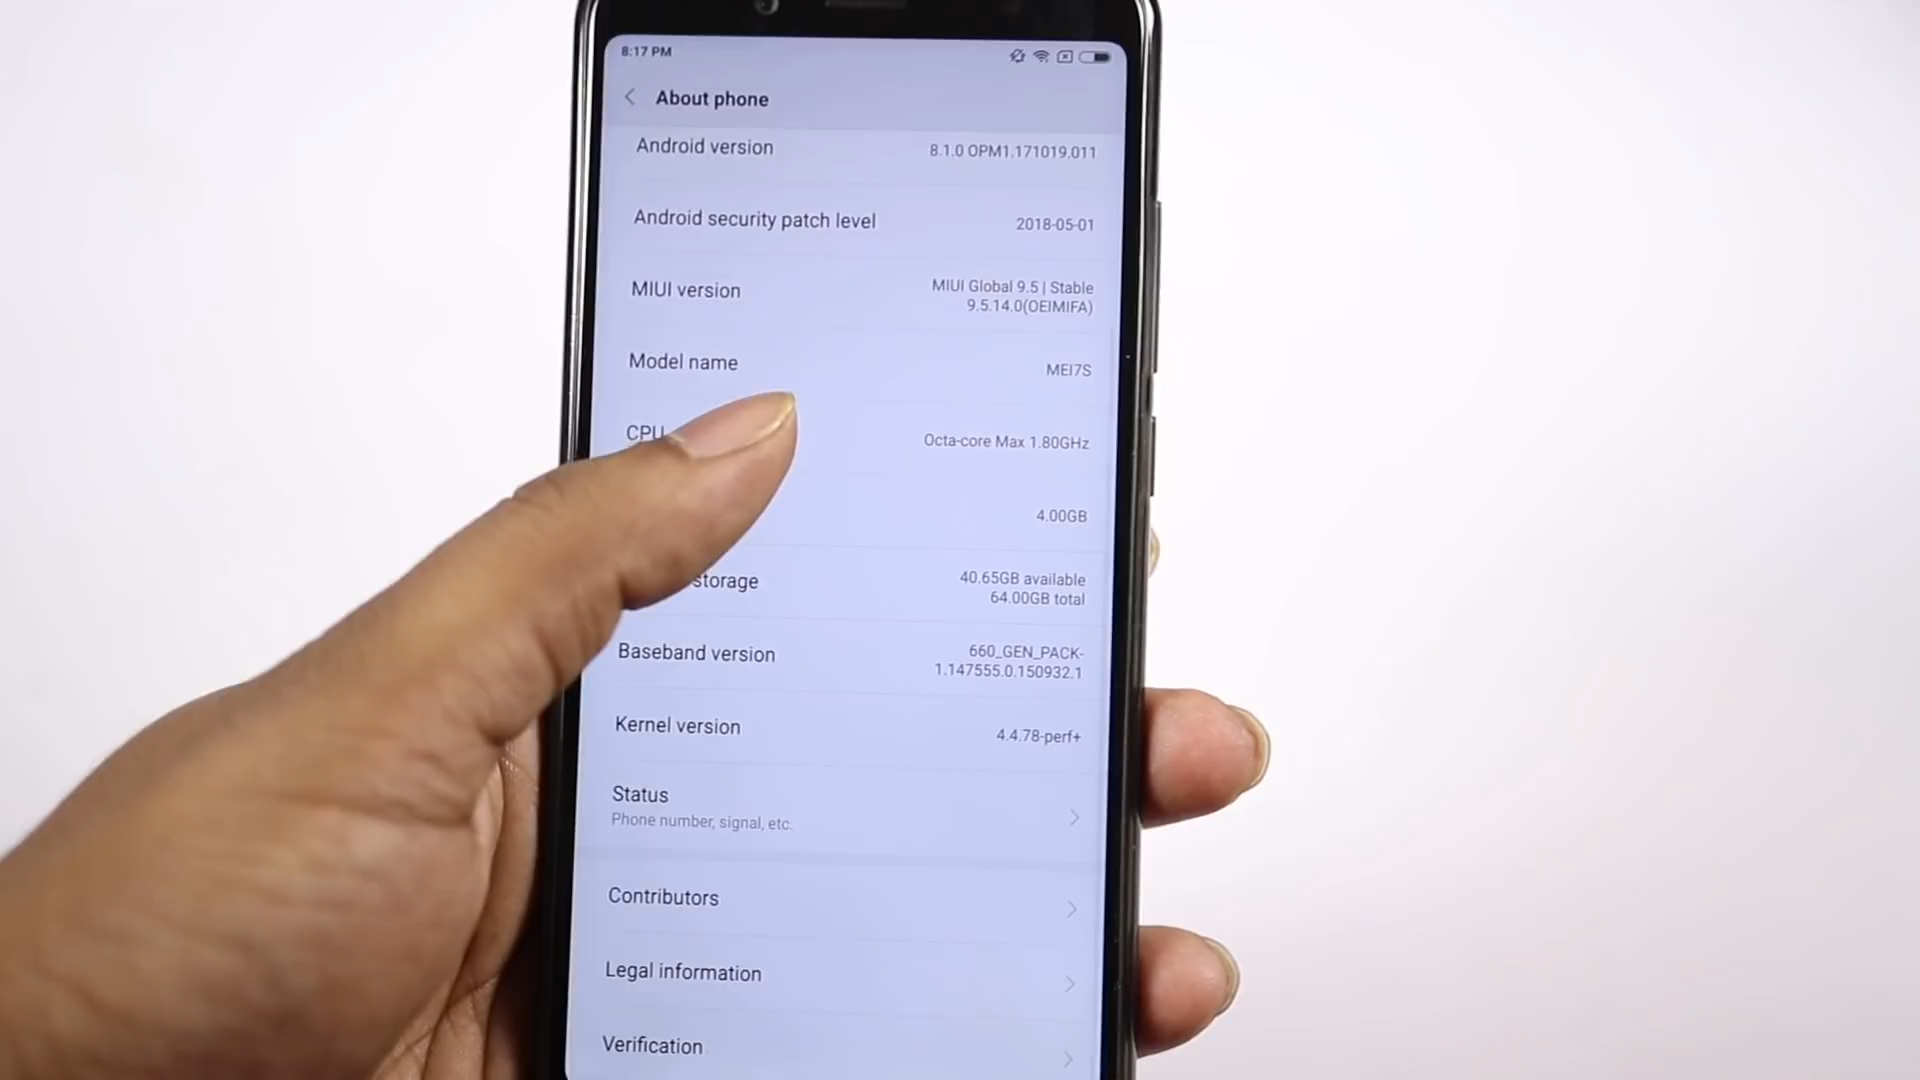 8:17 PM
About phone
Android version
8.1.0 OPM1.171019.011
Android security patch level
2018-05-01
MIUI version
MIUI Global 9.5 | Stable
9.5.14.0(OEIMIFA)
Model name
MEI7S
CPU
Octa-core Max 1.80GHz
4.00GB
storage
40.65GB available
64.00GB total
Baseband version
660_GEN_PACK-
1.147555.0.150932.1
Kernel version
4.4.78-perf+
Status
Phone number, signal, etc.
Contributors
Legal information
Verification